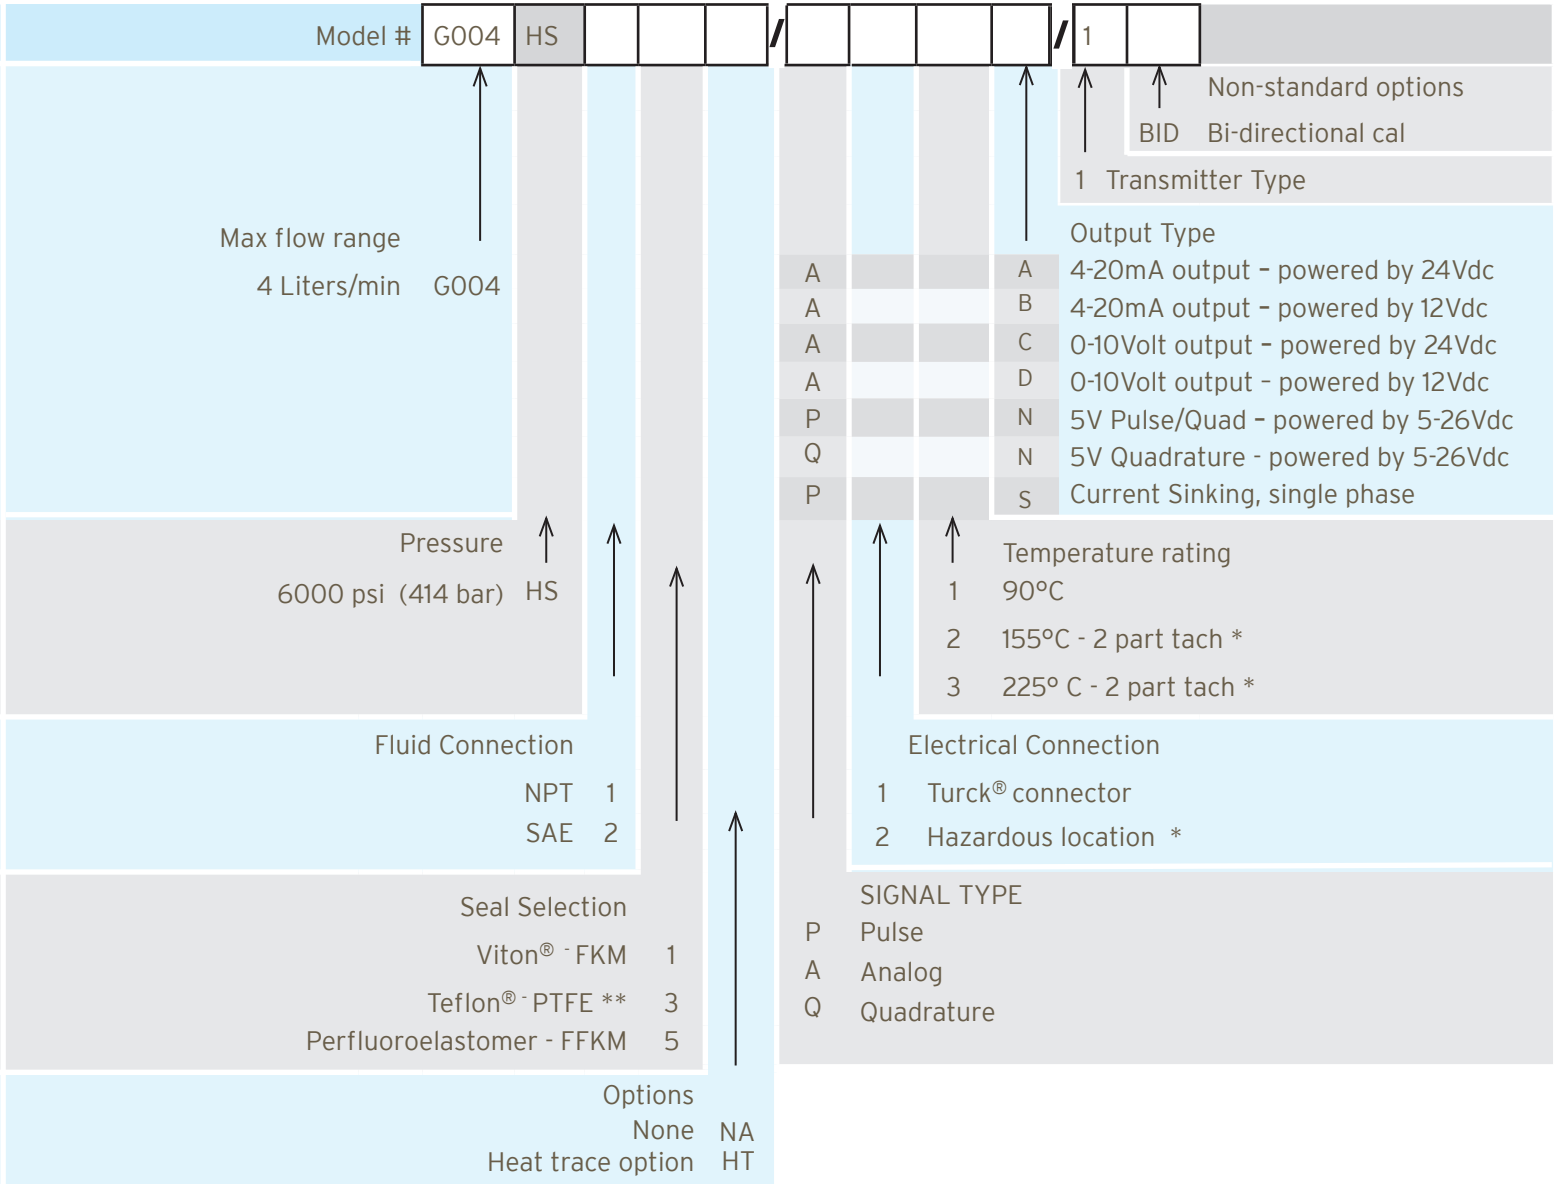 Model # G004 HS / / 1
Non-standard options
BID Bi-directional cal
1 Transmitter Type
Max flow range
4 Liters/min G004
Output Type
A A 4-20mA output – powered by 24Vdc
A B 4-20mA output – powered by 12Vdc
A C 0-10Volt output – powered by 24Vdc
A D 0-10Volt output – powered by 12Vdc
P N 5V Pulse/Quad – powered by 5-26Vdc
Q N 5V Quadrature - powered by 5-26Vdc
P S Current Sinking, single phase
Pressure
6000 psi (414 bar) HS
Temperature rating
1 90°C
2 155°C - 2 part tach *
3 225° C - 2 part tach *
Fluid Connection
NPT 1
SAE 2
Electrical Connection
1 Turck® connector
2 Hazardous location *
Seal Selection
Viton® - FKM 1
Teflon® - PTFE ** 3
Perfluoroelastomer - FFKM 5
SIGNAL TYPE
P Pulse
A Analog
Q Quadrature
Options
None NA
Heat trace option HT